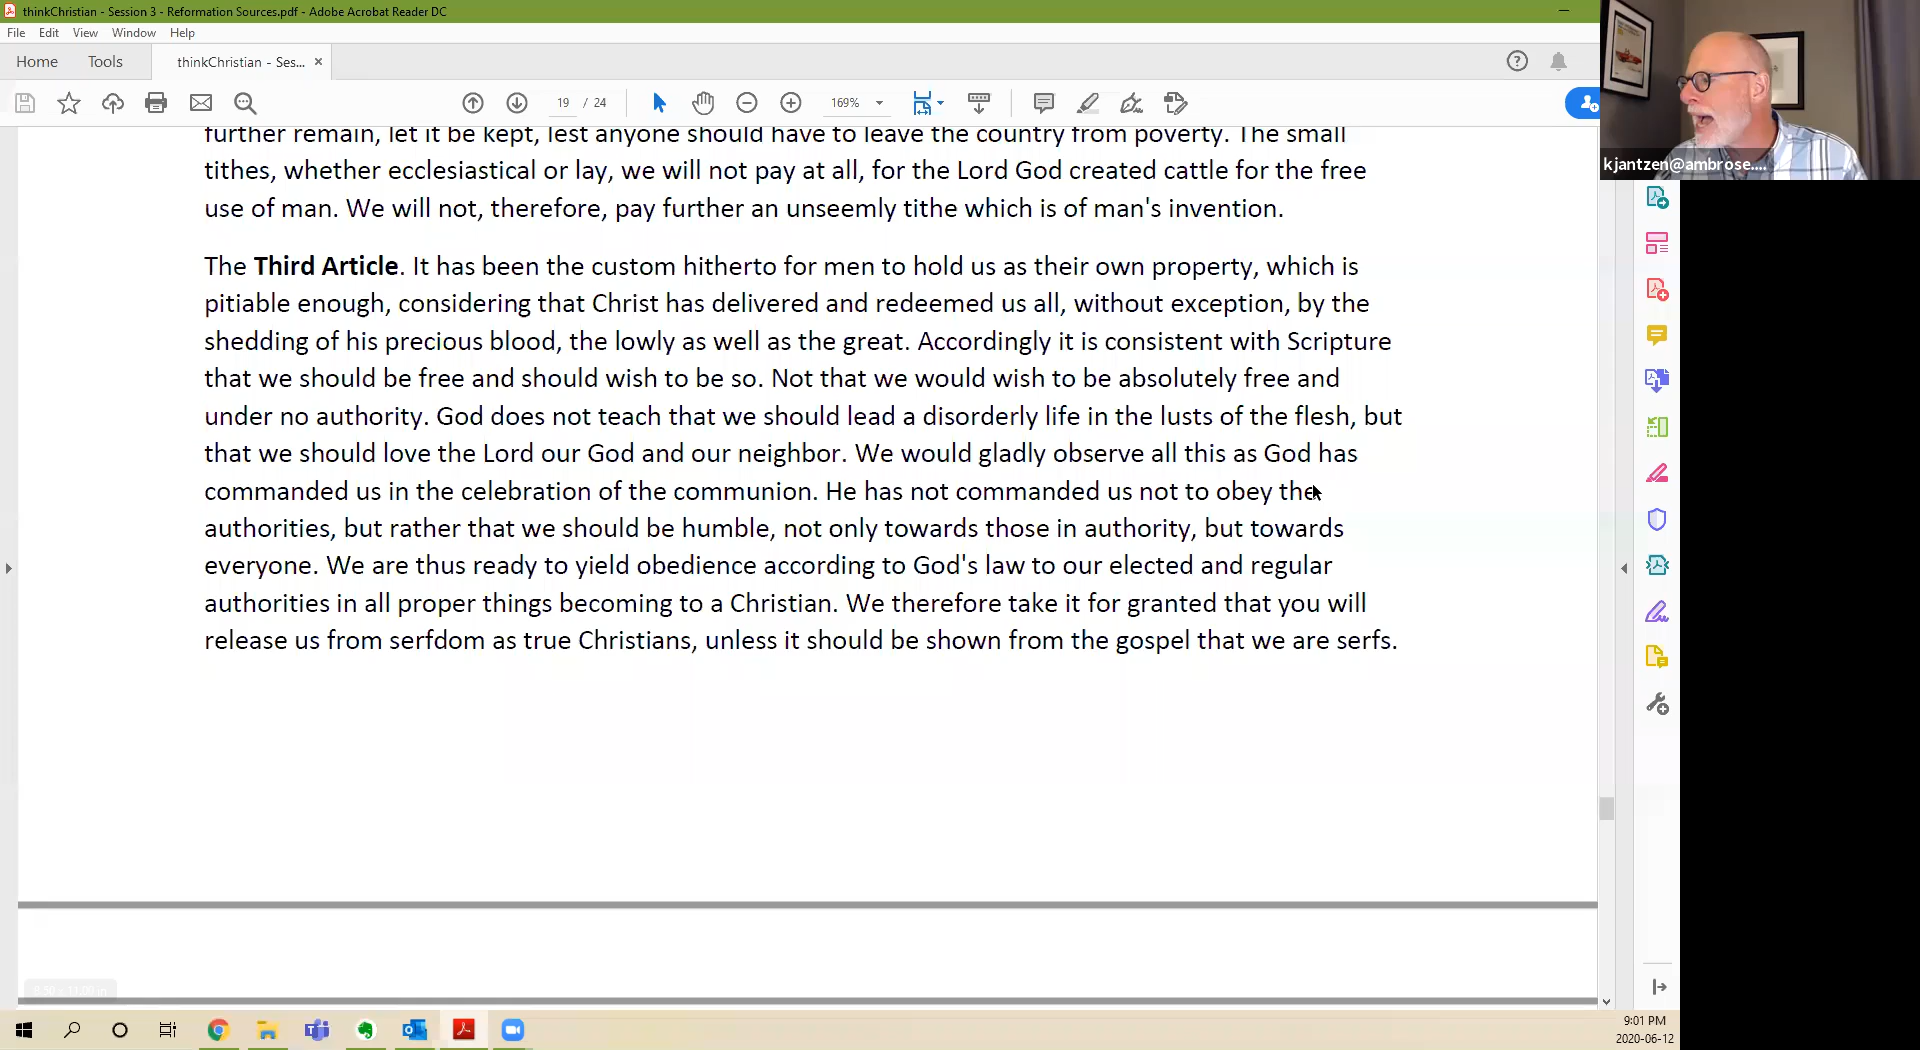 thinkChristian - Session 3 - Reformation Sources.pdf - Adobe Acrobat Reader DC
File Edit View Window Help
Home Tools thinkChristian - Ses... ×
19 / 24 169%
kjantzen@ambrose....
further remain, let it be kept, lest anyone should have to leave the country from poverty. The small
tithes, whether ecclesiastical or lay, we will not pay at all, for the Lord God created cattle for the free
use of man. We will not, therefore, pay further an unseemly tithe which is of man's invention.
The Third Article. It has been the custom hitherto for men to hold us as their own property, which is
pitiable enough, considering that Christ has delivered and redeemed us all, without exception, by the
shedding of his precious blood, the lowly as well as the great. Accordingly it is consistent with Scripture
that we should be free and should wish to be so. Not that we would wish to be absolutely free and
under no authority. God does not teach that we should lead a disorderly life in the lusts of the flesh, but
that we should love the Lord our God and our neighbor. We would gladly observe all this as God has
commanded us in the celebration of the communion. He has not commanded us not to obey the
authorities, but rather that we should be humble, not only towards those in authority, but towards
everyone. We are thus ready to yield obedience according to God's law to our elected and regular
authorities in all proper things becoming to a Christian. We therefore take it for granted that you will
release us from serfdom as true Christians, unless it should be shown from the gospel that we are serfs.
8.50 x 11.00 in
9:01 PM
2020-06-12